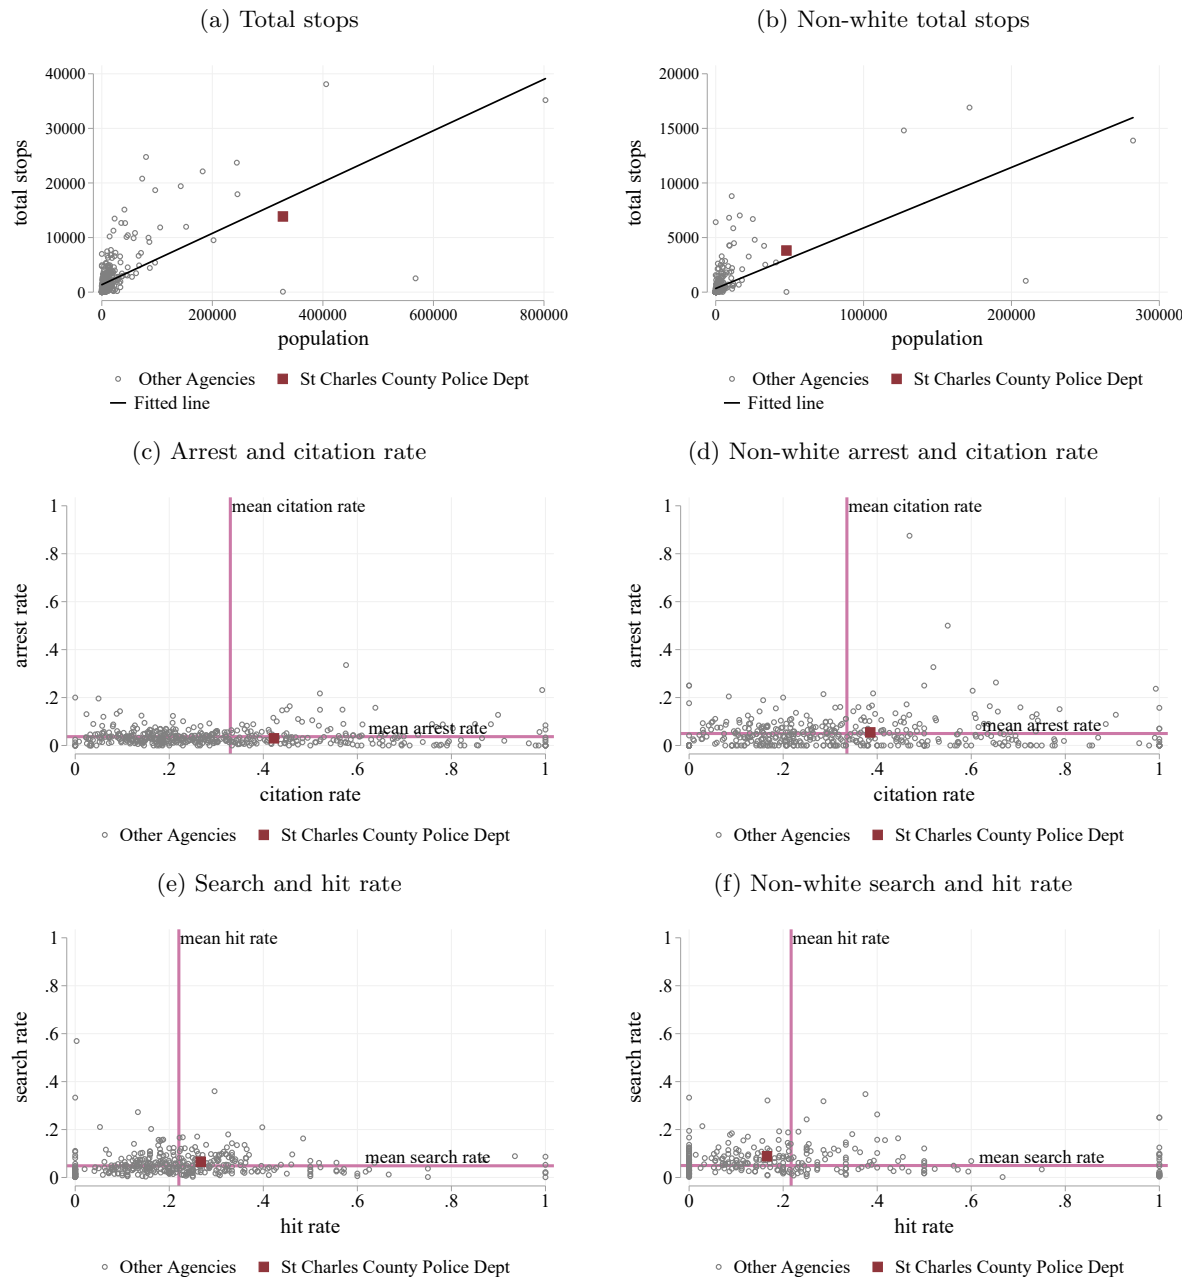 (a) Total stops
(b) Non-white total stops
total stops
40000
30000
20000
10000
0
0
200000
400000
600000
800000
population
Other Agencies
St Charles County Police Dept
Fitted line
total stops
20000
15000
10000
5000
0
0
100000
200000
300000
population
Other Agencies
St Charles County Police Dept
Fitted line
(c) Arrest and citation rate
(d) Non-white arrest and citation rate
arrest rate
1
.8
.6
.4
.2
0
mean citation rate
mean arrest rate
0
.2
.4
.6
.8
1
citation rate
Other Agencies
St Charles County Police Dept
arrest rate
1
.8
.6
.4
.2
0
mean citation rate
mean arrest rate
0
.2
.4
.6
.8
1
citation rate
Other Agencies
St Charles County Police Dept
(e) Search and hit rate
(f) Non-white search and hit rate
search rate
1
.8
.6
.4
.2
0
mean hit rate
mean search rate
0
.2
.4
.6
.8
1
hit rate
Other Agencies
St Charles County Police Dept
search rate
1
.8
.6
.4
.2
0
mean hit rate
mean search rate
0
.2
.4
.6
.8
1
hit rate
Other Agencies
St Charles County Police Dept